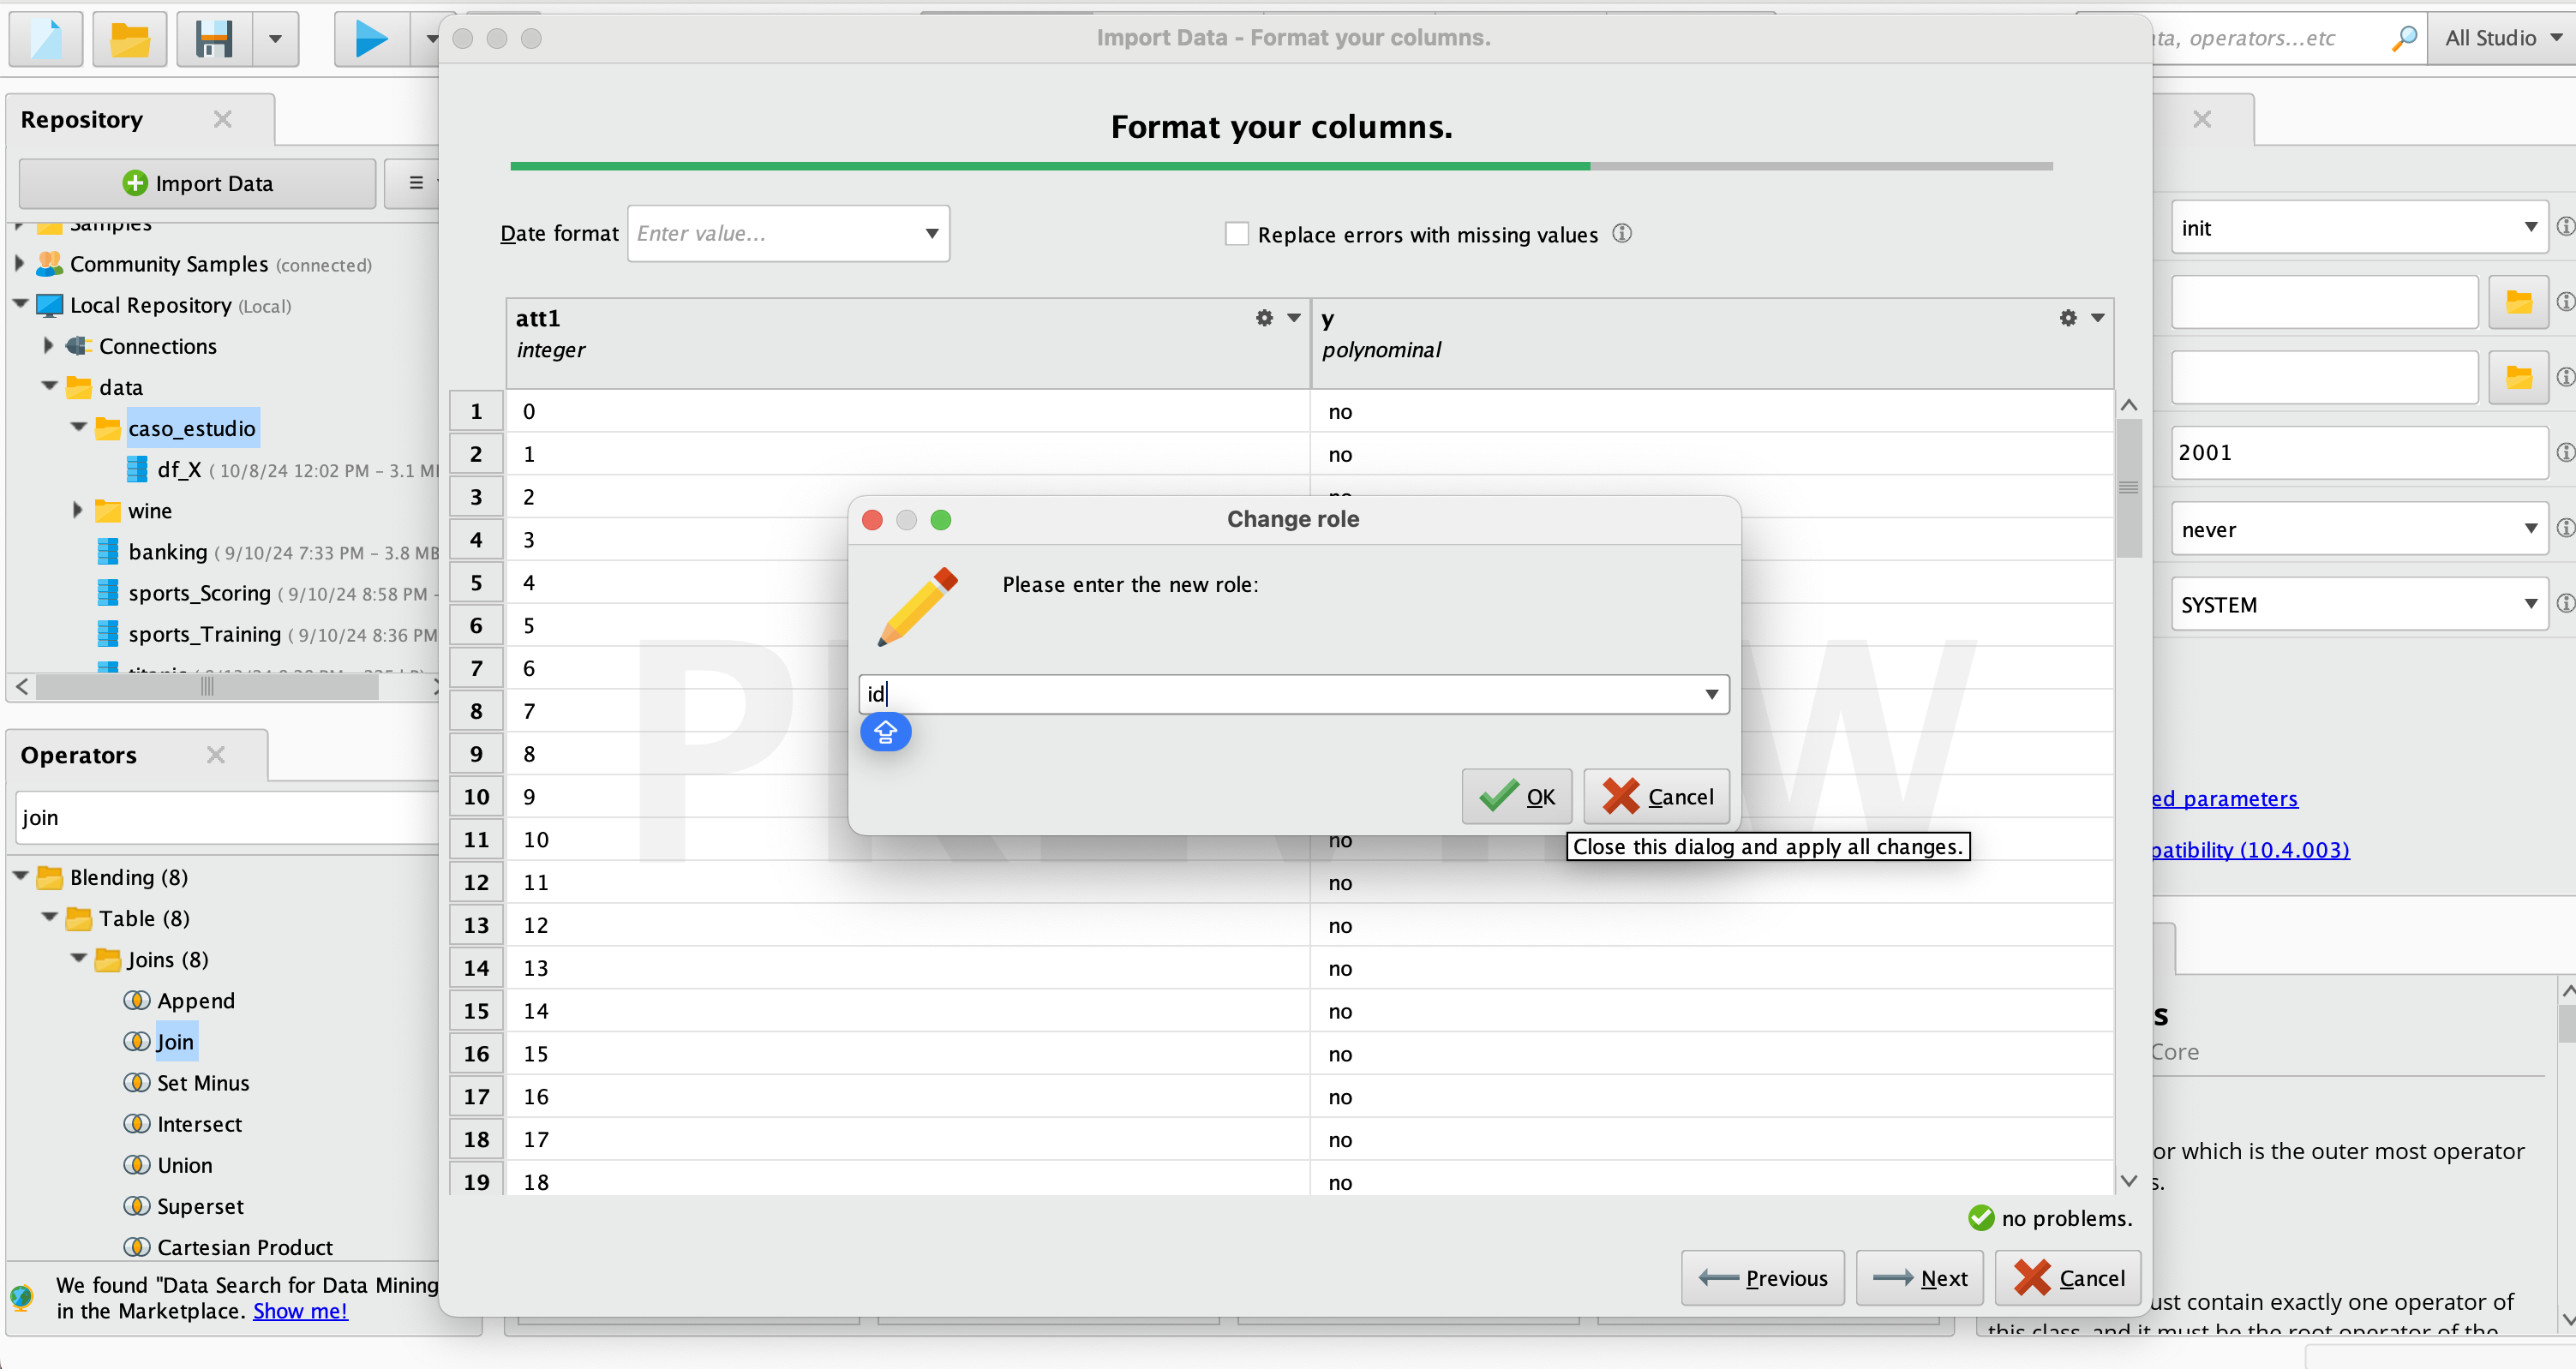 Import Data - Format your columns.
ata, operators...etc
All Studio
Repository
Import Data
Samples
Community Samples (connected)
Local Repository (Local)
Connections
data
caso_estudio
df_X ( 10/8/24 12:02 PM – 3.1 M
wine
banking ( 9/10/24 7:33 PM – 3.8 MB
sports_Scoring ( 9/10/24 8:58 PM –
sports_Training ( 9/10/24 8:36 PM
Operators
join
Blending (8)
Table (8)
Joins (8)
Append
Join
Set Minus
Intersect
Union
Superset
Cartesian Product
We found "Data Search for Data Mining
in the Marketplace. Show me!
Format your columns.
Date format Enter value...
Replace errors with missing values
att1 y
integer polynominal
1 0 no
2 1 no
3 2 no
4 3
5 4
6 5
7 6
8 7
9 8
10 9
11 10 no
12 11 no
13 12 no
14 13 no
15 14 no
16 15 no
17 16 no
18 17 no
19 18 no
Change role
Please enter the new role:
id
OK Cancel
Close this dialog and apply all changes.
no problems.
Previous Next Cancel
init
2001
never
SYSTEM
ed parameters
patibility (10.4.003)
s
Core
or which is the outer most operator
s.
ust contain exactly one operator of
this class, and it must be the root operator of the